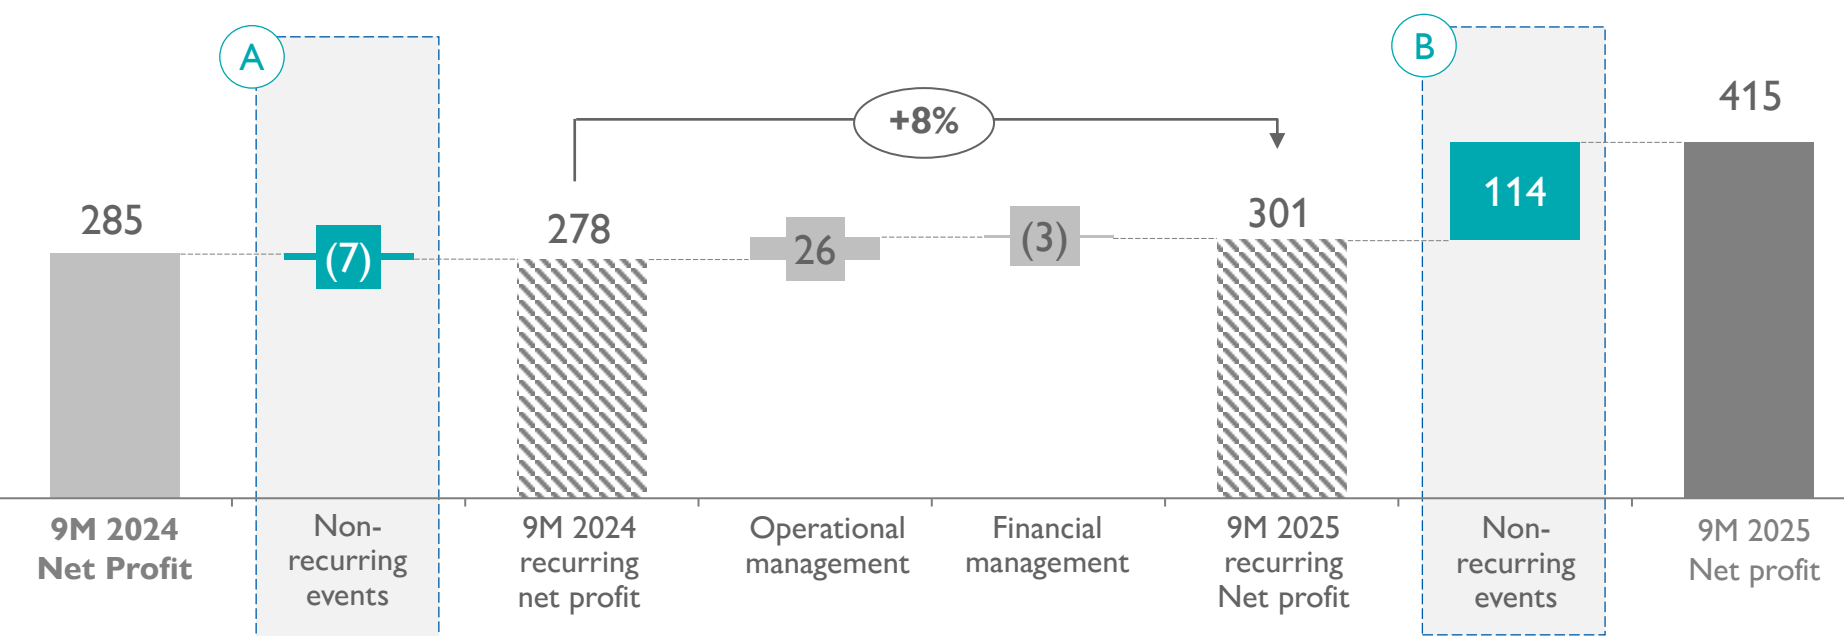 A
B
415
+8%
114
285
278
301
(7)
26
(3)
9M 2024
Net Profit
Non-
recurring
events
9M 2024
recurring
net profit
Operational
management
Financial
management
9M 2025
recurring
Net profit
Non-
recurring
events
9M 2025
Net profit